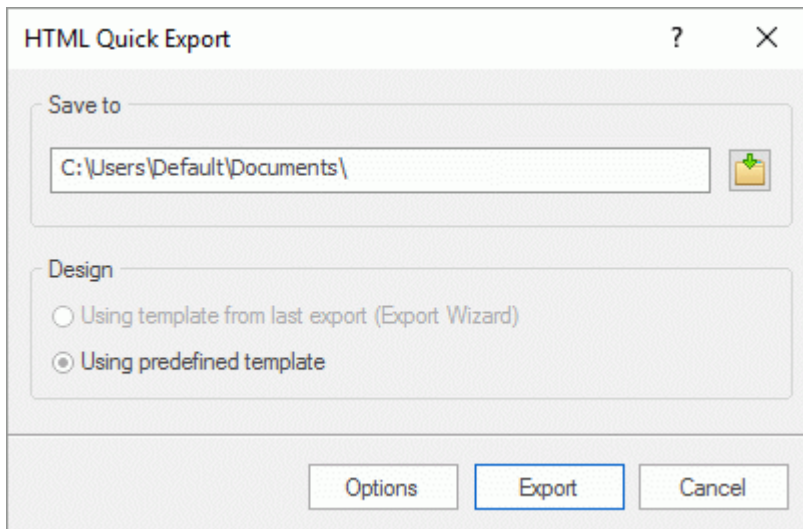 HTML Quick Export
?
Save to
C:\Users\Default\Documents\
Design
Using template from last export (Export Wizard)
Using predefined template
Options Export Cancel